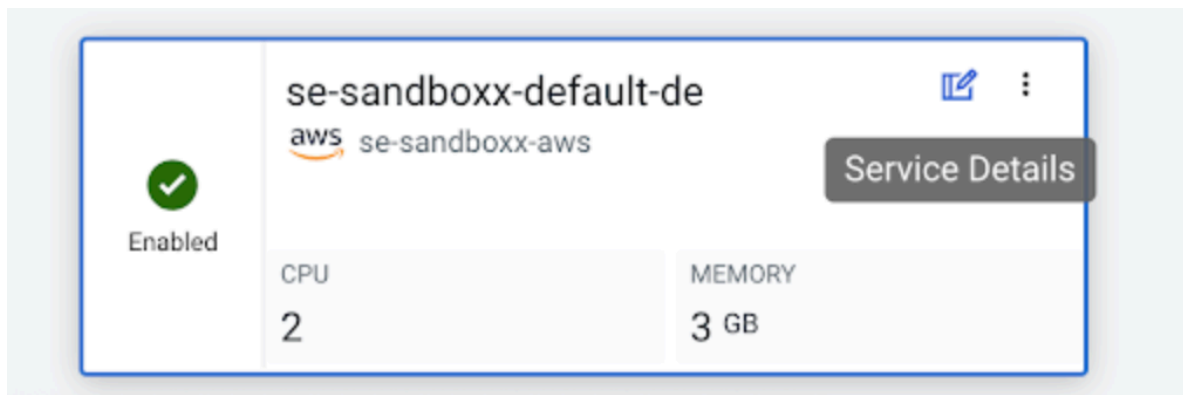 se-sandboxx-default-de
aws se-sandboxx-aws
Service Details
Enabled
CPU
2
MEMORY
3 GB